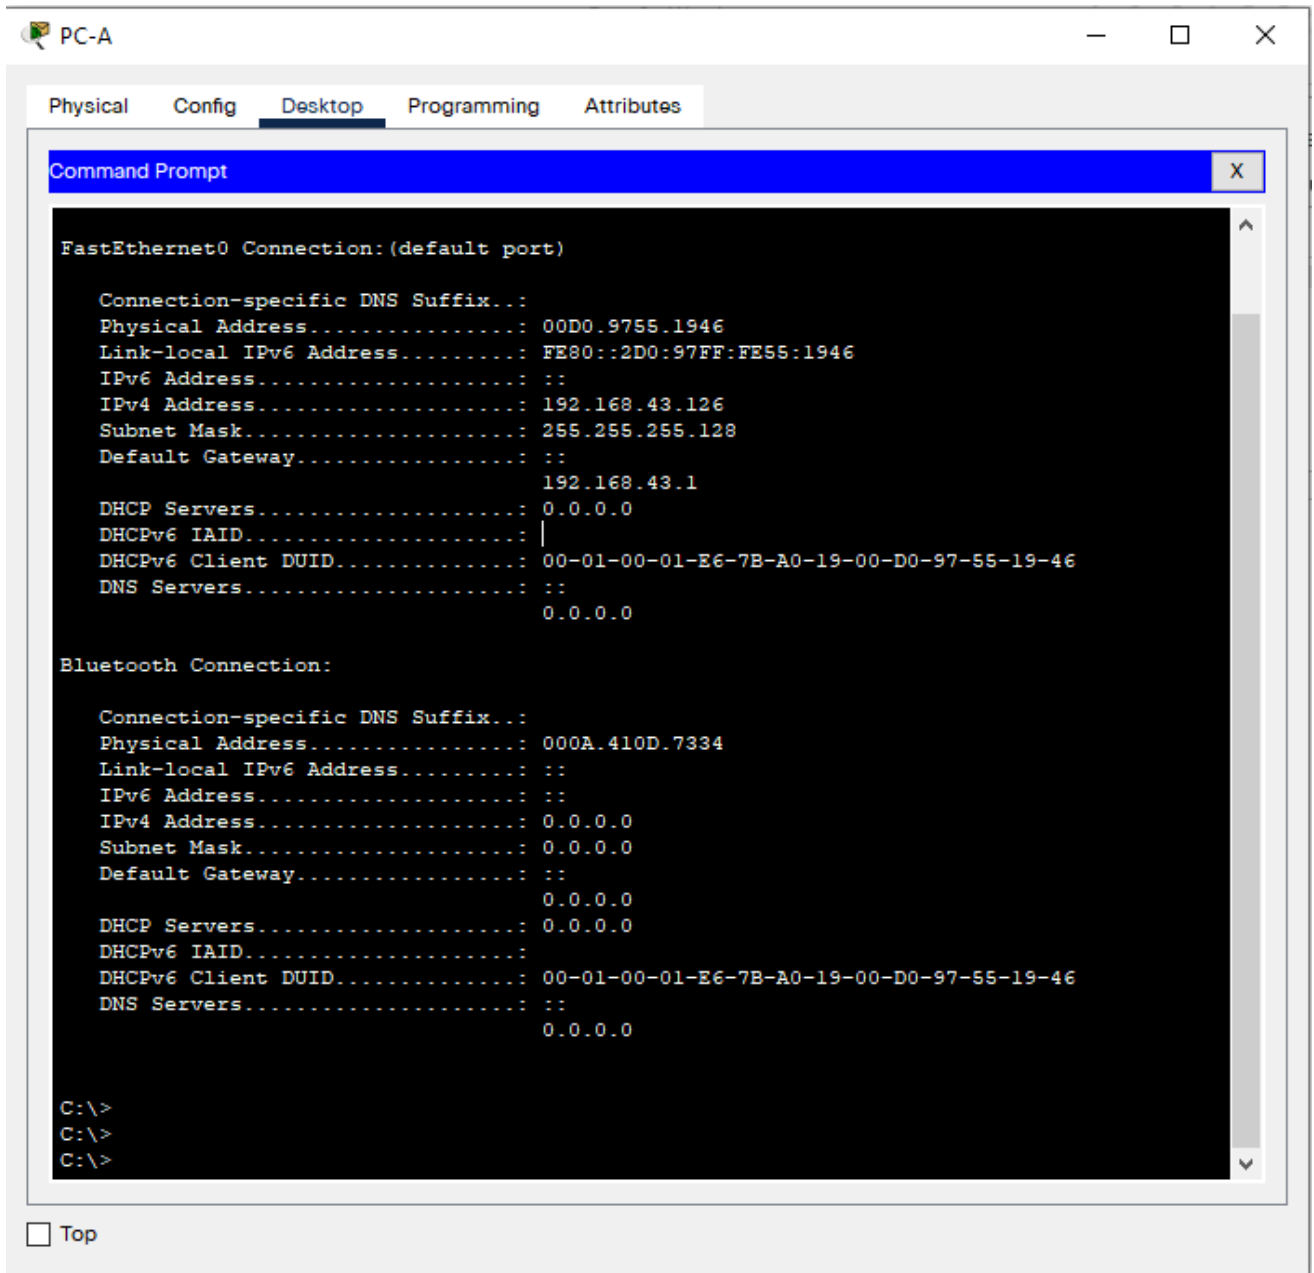 PC-A
Physical Config Desktop Programming Attributes
Command Prompt X
FastEthernet0 Connection:(default port)
Connection-specific DNS Suffix..:
Physical Address................: 00D0.9755.1946
Link-local IPv6 Address.........: FE80::2D0:97FF:FE55:1946
IPv6 Address....................: ::
IPv4 Address....................: 192.168.43.126
Subnet Mask.....................: 255.255.255.128
Default Gateway.................: ::
192.168.43.1
DHCP Servers....................: 0.0.0.0
DHCPv6 IAID.....................:
DHCPv6 Client DUID..............: 00-01-00-01-E6-7B-A0-19-00-D0-97-55-19-46
DNS Servers.....................: ::
0.0.0.0
Bluetooth Connection:
Connection-specific DNS Suffix..:
Physical Address................: 000A.410D.7334
Link-local IPv6 Address.........: ::
IPv6 Address....................: ::
IPv4 Address....................: 0.0.0.0
Subnet Mask.....................: 0.0.0.0
Default Gateway.................: ::
0.0.0.0
DHCP Servers....................: 0.0.0.0
DHCPv6 IAID.....................:
DHCPv6 Client DUID..............: 00-01-00-01-E6-7B-A0-19-00-D0-97-55-19-46
DNS Servers.....................: ::
0.0.0.0
C:\>
C:\>
C:\>
Top